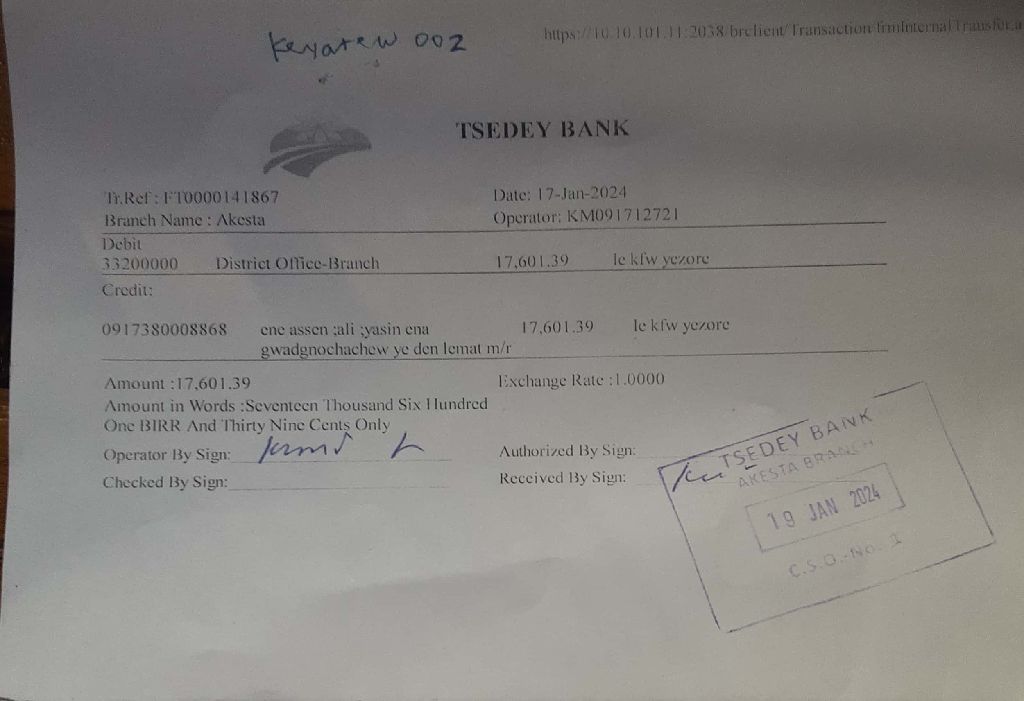 Keyatew 002
https://10.10.101.11:2038/brclient/Transaction/frmInternalTransfer.a
TSEDEY BANK
Tr.Ref : FT0000141867 Date: 17-Jan-2024
Branch Name : Akesta Operator: KM091712721
Debit
33200000 District Office-Branch 17,601.39 le kfw yezore
Credit:
0917380008868 ene assen ;ali ;yasin ena 17,601.39 le kfw yezore
gwadgnochachew ye den lemat m/r
Amount :17,601.39 Exchange Rate :1.0000
Amount in Words :Seventeen Thousand Six Hundred
One BIRR And Thirty Nine Cents Only
Operator By Sign: Authorized By Sign:
Checked By Sign: Received By Sign:
TSEDEY BANK
AKESTA BRANCH
19 JAN 2024
C.S.O.-No. I